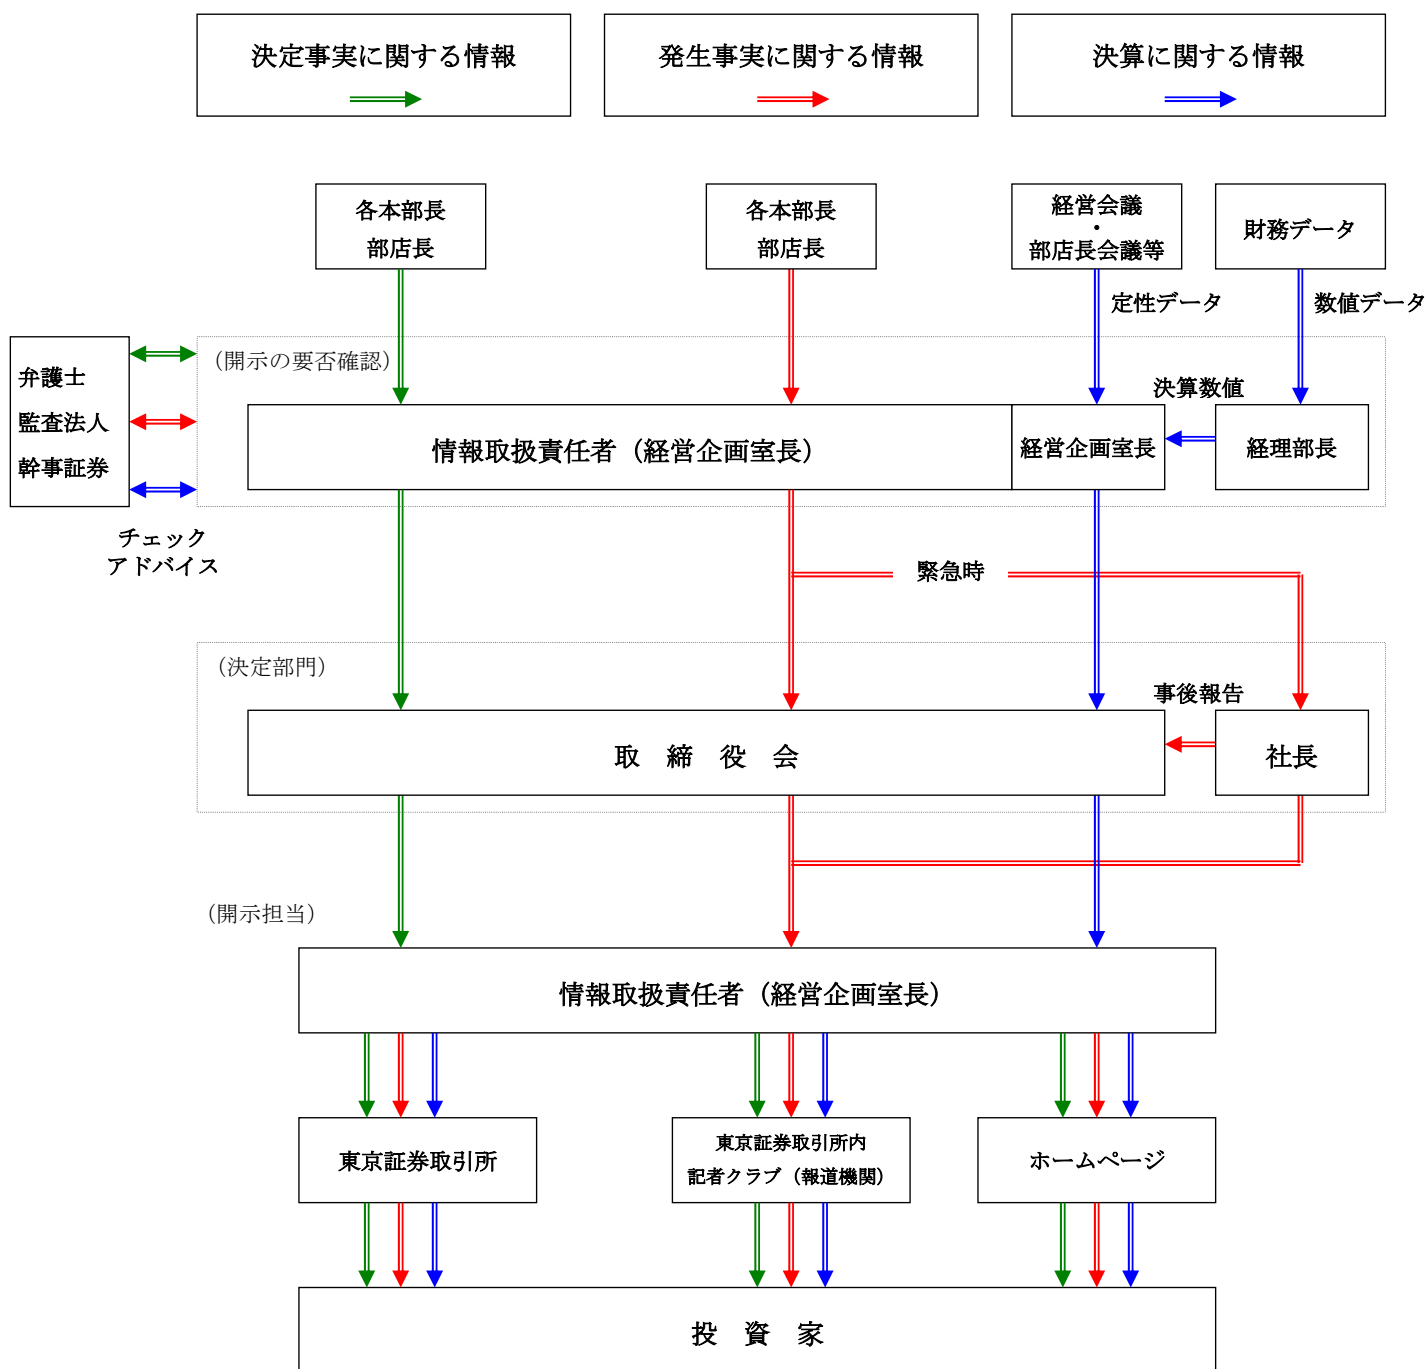 決定事実に関する情報
発生事実に関する情報
決算に関する情報
各本部長
部店長
各本部長
部店長
経営会議
・
部店長会議等
財務データ
定性データ
数値データ
弁護士
監査法人
幹事証券
(開示の要否確認)
決算数値
情報取扱責任者（経営企画室長）
経営企画室長
経理部長
チェック
アドバイス
緊急時
（決定部門）
事後報告
取　締　役　会
社長
（開示担当）
情報取扱責任者（経営企画室長）
東京証券取引所
東京証券取引所内
記者クラブ（報道機関）
ホームページ
投　資　家